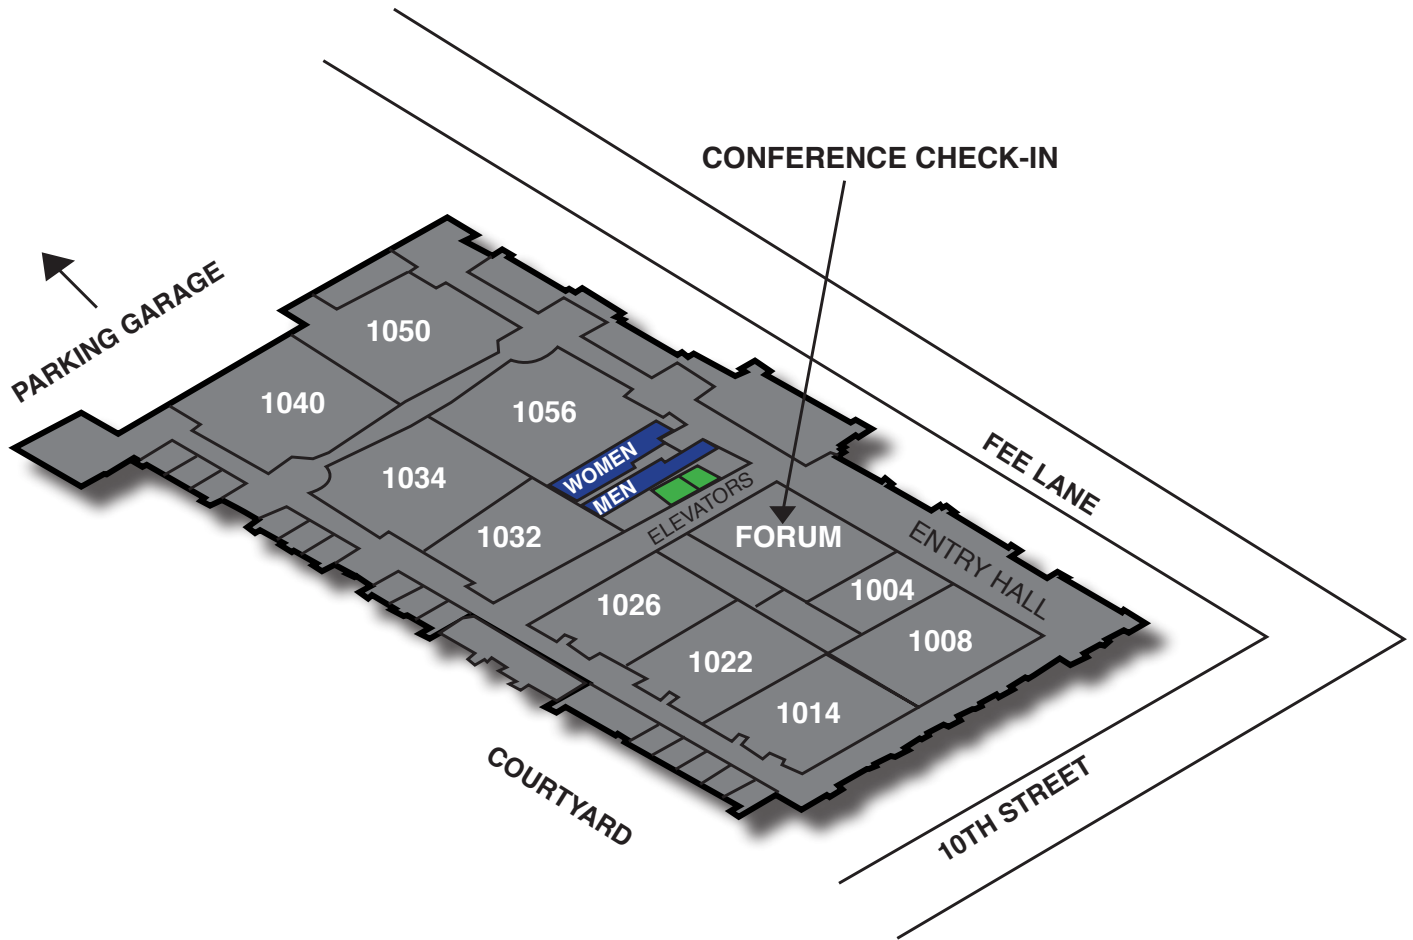 CONFERENCE CHECK-IN
PARKING GARAGE
1050
1040
1056
WOMEN
FEE LANE
1034
MEN
ELEVATORS
1032
FORUM
ENTRY HALL
1004
1026
1008
1022
1014
COURTYARD
10TH STREET